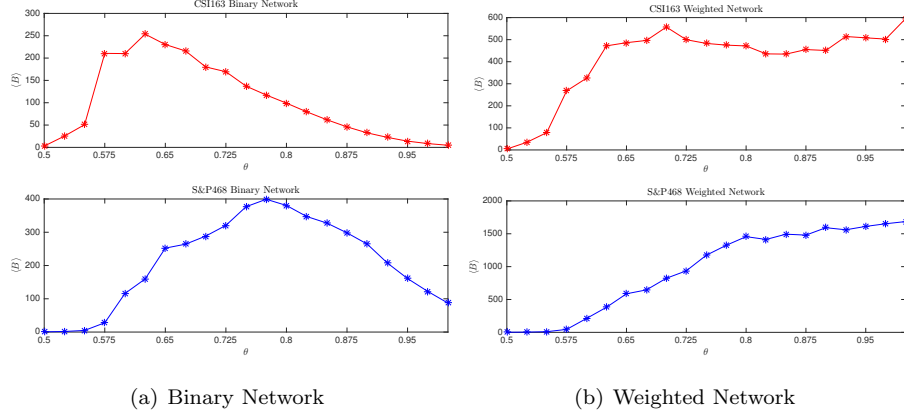 CSI163 Binary Network
300
250
200
150
100
50
0
⟨B⟩
0.5 0.575 0.65 0.725 0.8 0.875 0.95
θ
S&P468 Binary Network
400
300
200
100
0
⟨B⟩
0.5 0.575 0.65 0.725 0.8 0.875 0.95
θ
(a) Binary Network
CSI163 Weighted Network
600
500
400
300
200
100
0
⟨B⟩
0.5 0.575 0.65 0.725 0.8 0.875 0.95
θ
S&P468 Weighted Network
2000
1500
1000
500
0
⟨B⟩
0.5 0.575 0.65 0.725 0.8 0.875 0.95
θ
(b) Weighted Network